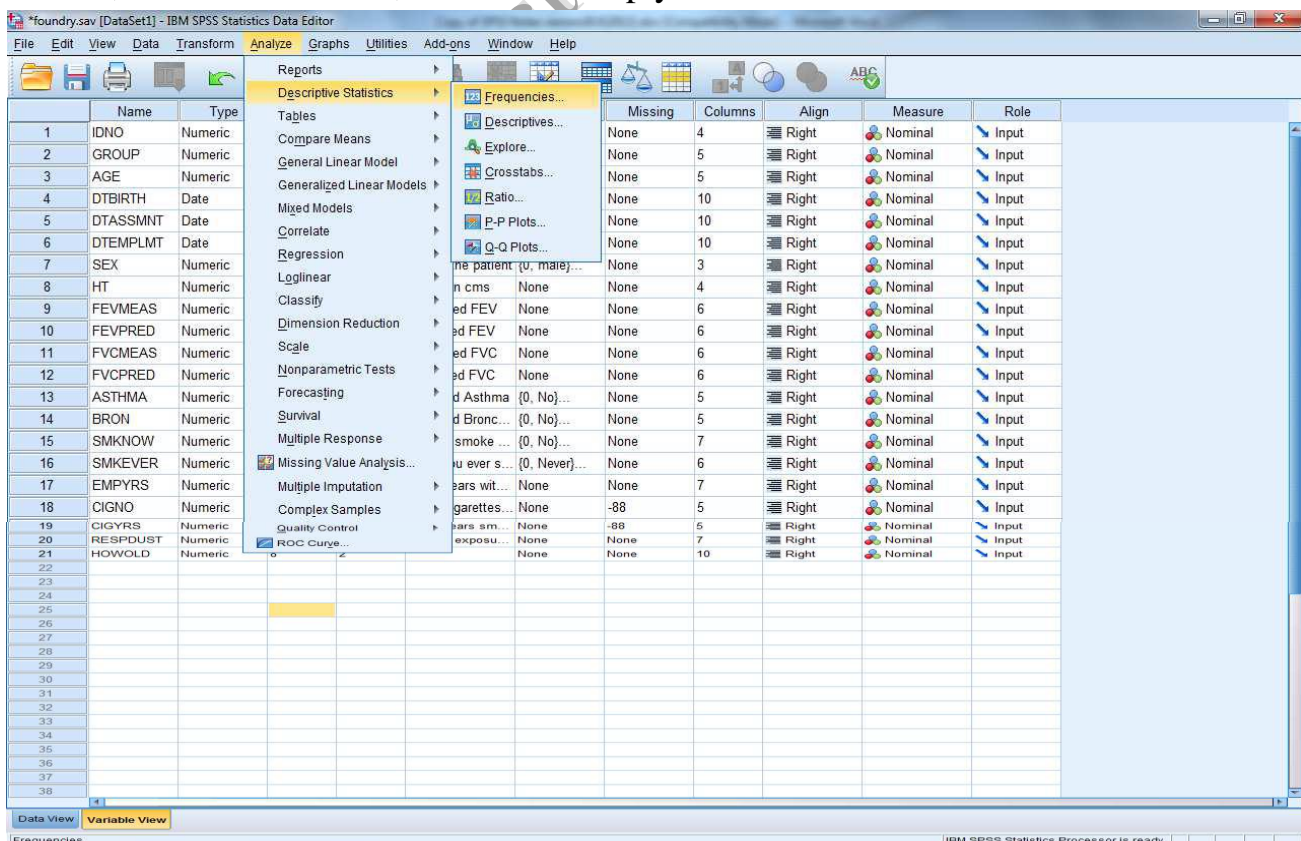 *foundry.sav [DataSet1] - IBM SPSS Statistics Data Editor
File Edit View Data Transform Analyze Graphs Utilities Add-ons Window Help
Reports
Descriptive Statistics
Tables
Compare Means
General Linear Model
Generalized Linear Models
Mixed Models
Correlate
Regression
Loglinear
Classify
Dimension Reduction
Scale
Nonparametric Tests
Forecasting
Survival
Multiple Response
Missing Value Analysis...
Multiple Imputation
Complex Samples
Quality Control
ROC Curve...
Frequencies...
Descriptives...
Explore...
Crosstabs...
Ratio...
P-P Plots...
Q-Q Plots...
Name Type Missing Columns Align Measure Role
1 IDNO Numeric None 4 Right Nominal Input
2 GROUP Numeric None 5 Right Nominal Input
3 AGE Numeric None 5 Right Nominal Input
4 DTBIRTH Date None 10 Right Nominal Input
5 DTASSMNT Date None 10 Right Nominal Input
6 DTEMPLMT Date None 10 Right Nominal Input
7 SEX Numeric patient {0, male}... None 3 Right Nominal Input
8 HT Numeric n cms None None 4 Right Nominal Input
9 FEVMEAS Numeric ed FEV None None 6 Right Nominal Input
10 FEVPRED Numeric ed FEV None None 6 Right Nominal Input
11 FVCMEAS Numeric ed FVC None None 6 Right Nominal Input
12 FVCPRED Numeric ed FVC None None 6 Right Nominal Input
13 ASTHMA Numeric d Asthma {0, No}... None 5 Right Nominal Input
14 BRON Numeric d Bronc... {0, No}... None 5 Right Nominal Input
15 SMKNOW Numeric smoke ... {0, No}... None 7 Right Nominal Input
16 SMKEVER Numeric u ever s... {0, Never}... None 6 Right Nominal Input
17 EMPYRS Numeric ears wit... None None 7 Right Nominal Input
18 CIGNO Numeric garettes... None -88 5 Right Nominal Input
19 CIGYRS Numeric ears sm... None -88 5 Right Nominal Input
20 RESPDUST Numeric exposu... None None 7 Right Nominal Input
21 HOWOLD Numeric 8 2 None None 10 Right Nominal Input
22
23
24
25
26
27
28
29
30
31
32
33
34
35
36
37
38
Data View Variable View
Frequencies IBM SPSS Statistics Processor is ready